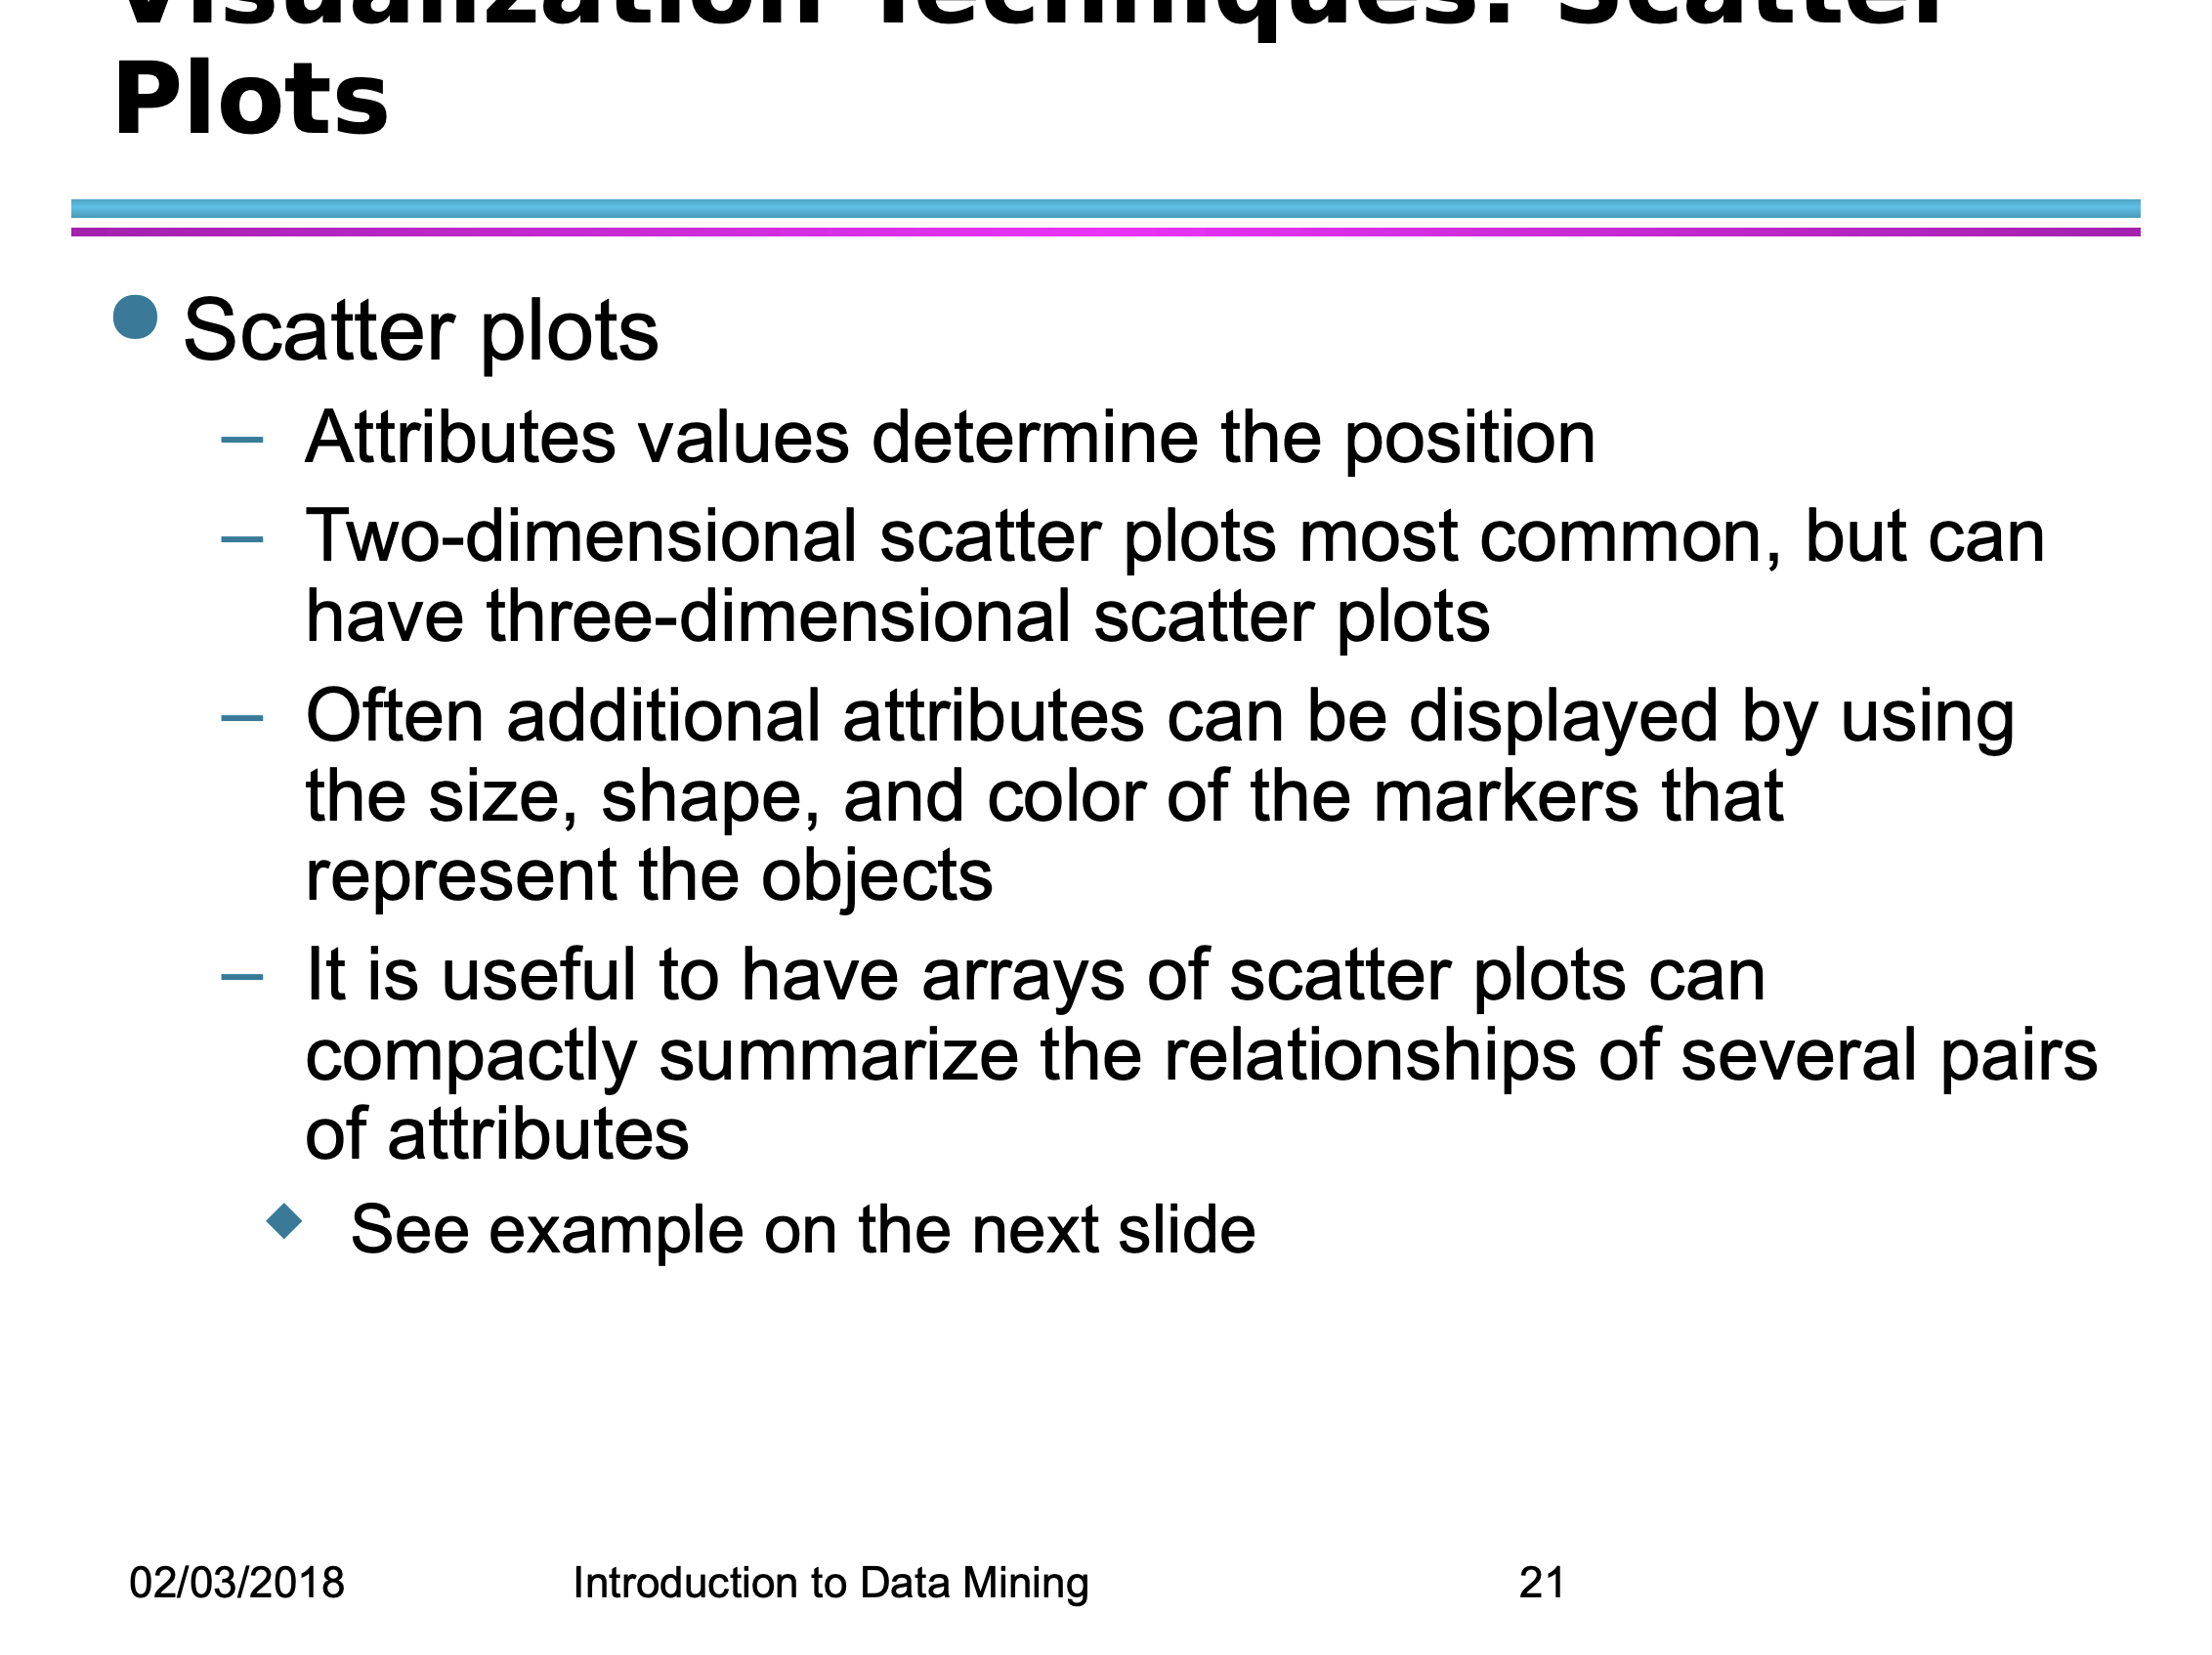 Visualization Techniques: Scatter
Plots
Scatter plots
– Attributes values determine the position
– Two-dimensional scatter plots most common, but can
have three-dimensional scatter plots
– Often additional attributes can be displayed by using
the size, shape, and color of the markers that
represent the objects
– It is useful to have arrays of scatter plots can
compactly summarize the relationships of several pairs
of attributes
See example on the next slide
02/03/2018 Introduction to Data Mining 21